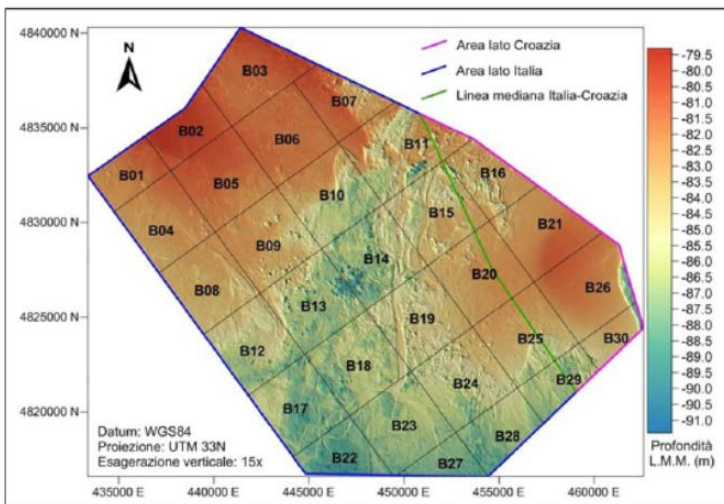 4840000 N
4835000 N
4830000 N
4825000 N
4820000 N
N
Area lato Croazia
Area lato Italia
Linea mediana Italia-Croazia
B03
B07
B02
B06
B11
B01
B05
B10
B16
B04
B09
B15
B21
B08
B14
B20
B26
B13
B19
B25
B30
B12
B18
B24
B29
B17
B23
B28
B22
B27
Datum: WGS84
Proiezione: UTM 33N
Esagerazione verticale: 15x
435000 E 440000 E 445000 E 450000 E 455000 E 460000 E
-79.5
-80.0
-80.5
-81.0
-81.5
-82.0
-82.5
-83.0
-83.5
-84.0
-84.5
-85.0
-85.5
-86.0
-86.5
-87.0
-87.5
-88.0
-88.5
-89.0
-89.5
-90.0
-90.5
-91.0
Profondità
L.M.M. (m)